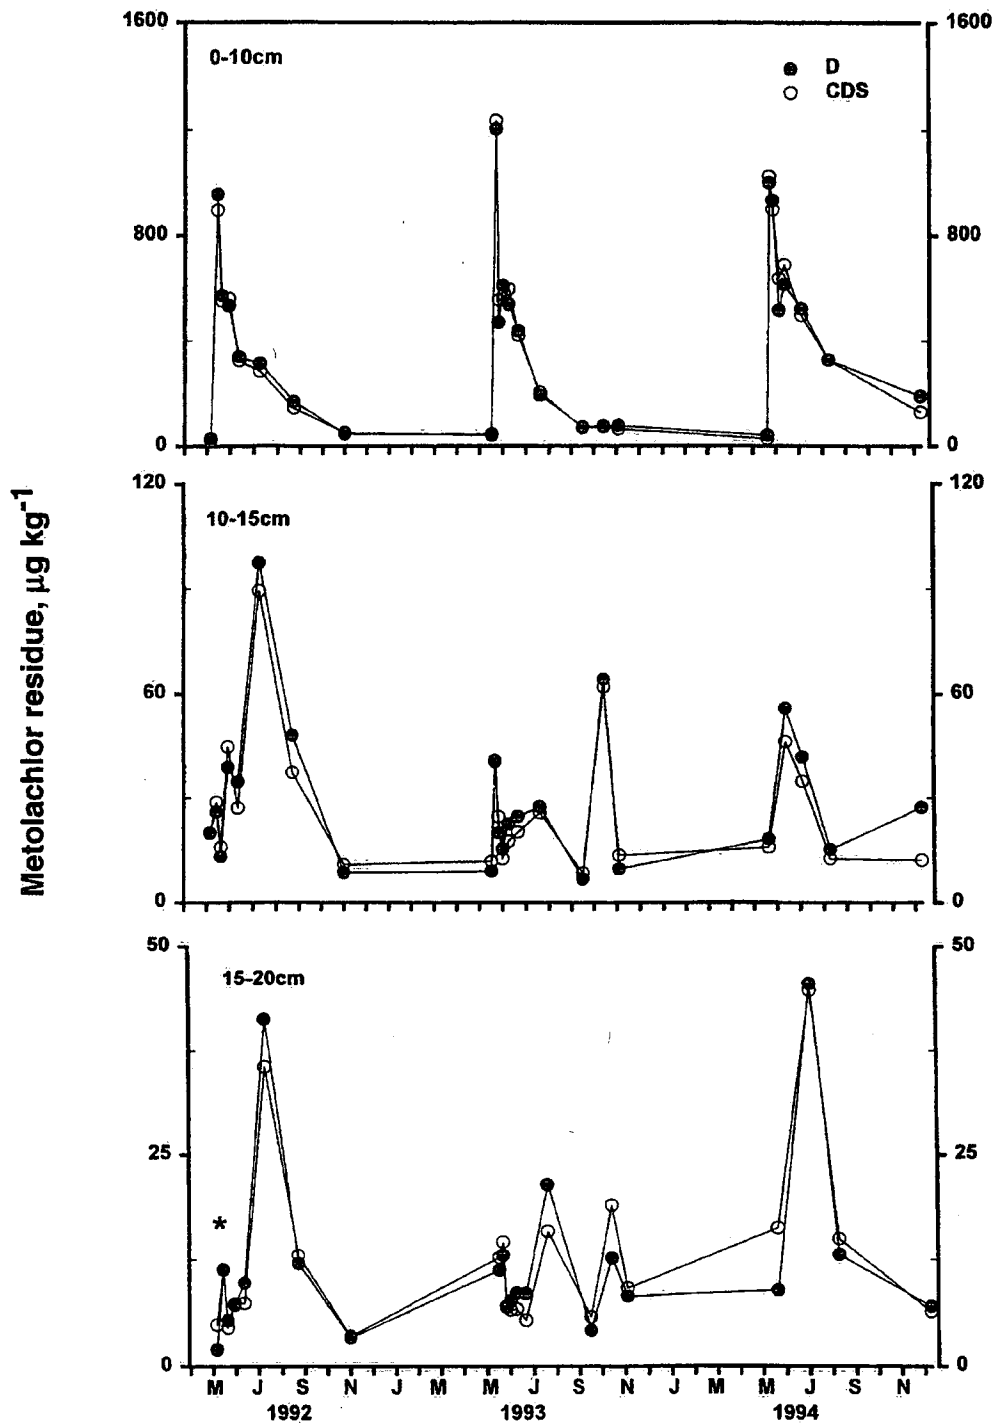 1600 1600
0-10cm
D
CDS
800 800
0 0
120 120
10-15cm
60 60
0 0
Metolachlor residue, µg kg⁻¹
50 50
15-20cm
25 25
*
0 0
M J S N J M M J S N J M M J S N
1992 1993 1994